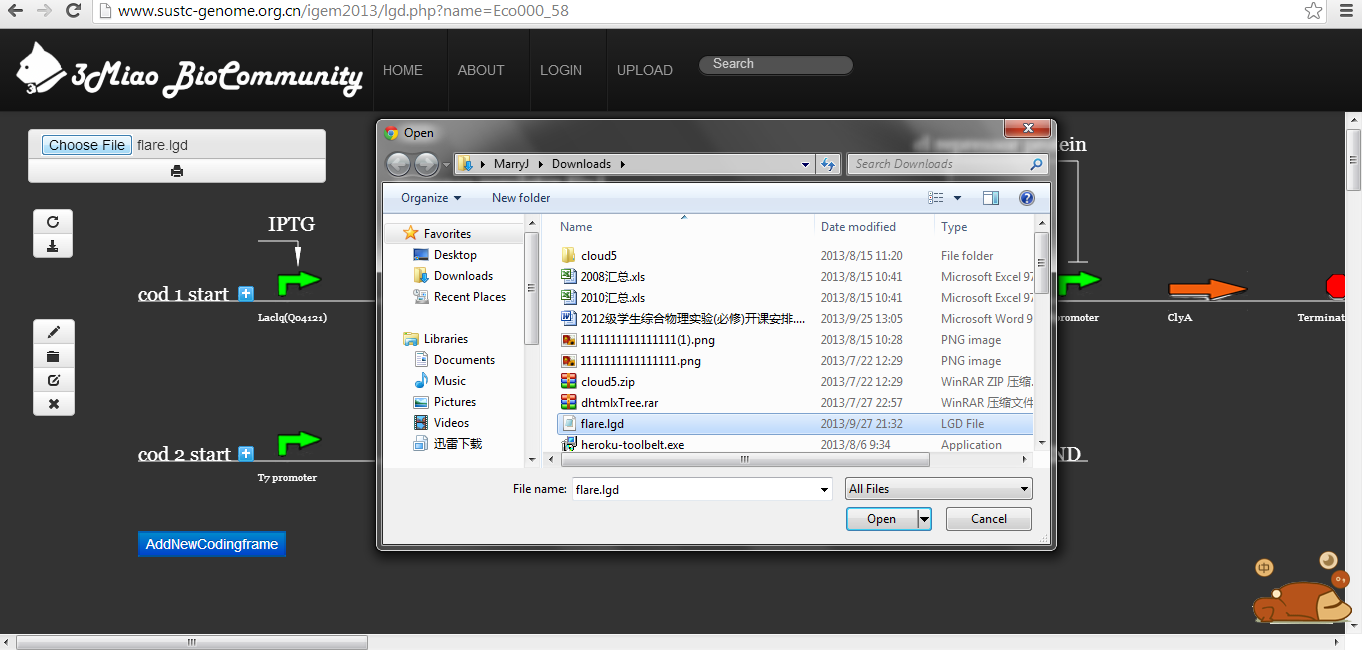 www.sustc-genome.org.cn/igem2013/lgd.php?name=Eco000_58
3Miao BioCommunity
HOME
ABOUT
LOGIN
UPLOAD
Search
Choose File flare.lgd
IPTG
cod 1 start
LacIq(Q04121)
cod 2 start
T7 promoter
AddNewCodingframe
Open
MarryJ Downloads
Search Downloads
Organize
New folder
Favorites
Desktop
Downloads
Recent Places
Libraries
Documents
Music
Pictures
Videos
迅雷下载
Name Date modified Type
cloud5 2013/8/15 11:20 File folder
2008汇总.xls 2013/8/15 10:41 Microsoft Excel 97
2010汇总.xls 2013/8/15 10:41 Microsoft Excel 97
2012级学生综合物理实验(必修)开课安排.... 2013/9/25 13:05 Microsoft Word 9
1111111111111111(1).png 2013/8/15 10:28 PNG image
1111111111111111.png 2013/7/22 12:29 PNG image
cloud5.zip 2013/7/22 12:29 WinRAR ZIP 压缩
dhtmlxTree.rar 2013/7/27 22:57 WinRAR 压缩文件
flare.lgd 2013/9/27 21:32 LGD File
heroku-toolbelt.exe 2013/8/6 9:34 Application
File name: flare.lgd
All Files
Open
Cancel
cI repressor protein
promoter
ClyA
Terminat
ND
中